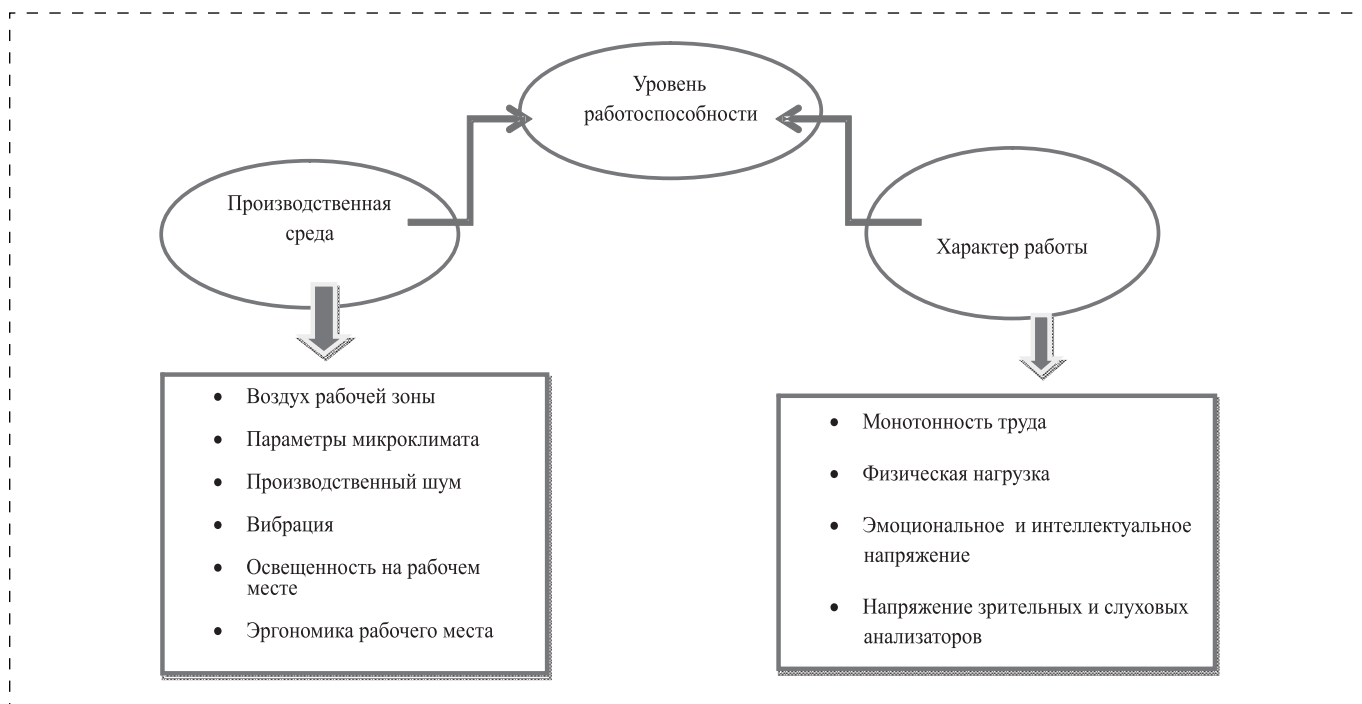 Уровень
работоспособности
Производственная
среда
Характер работы
• Воздух рабочей зоны
• Параметры микроклимата
• Производственный шум
• Вибрация
• Освещенность на рабочем
месте
• Эргономика рабочего места
• Монотонность труда
• Физическая нагрузка
• Эмоциональное и интеллектуальное
напряжение
• Напряжение зрительных и слуховых
анализаторов